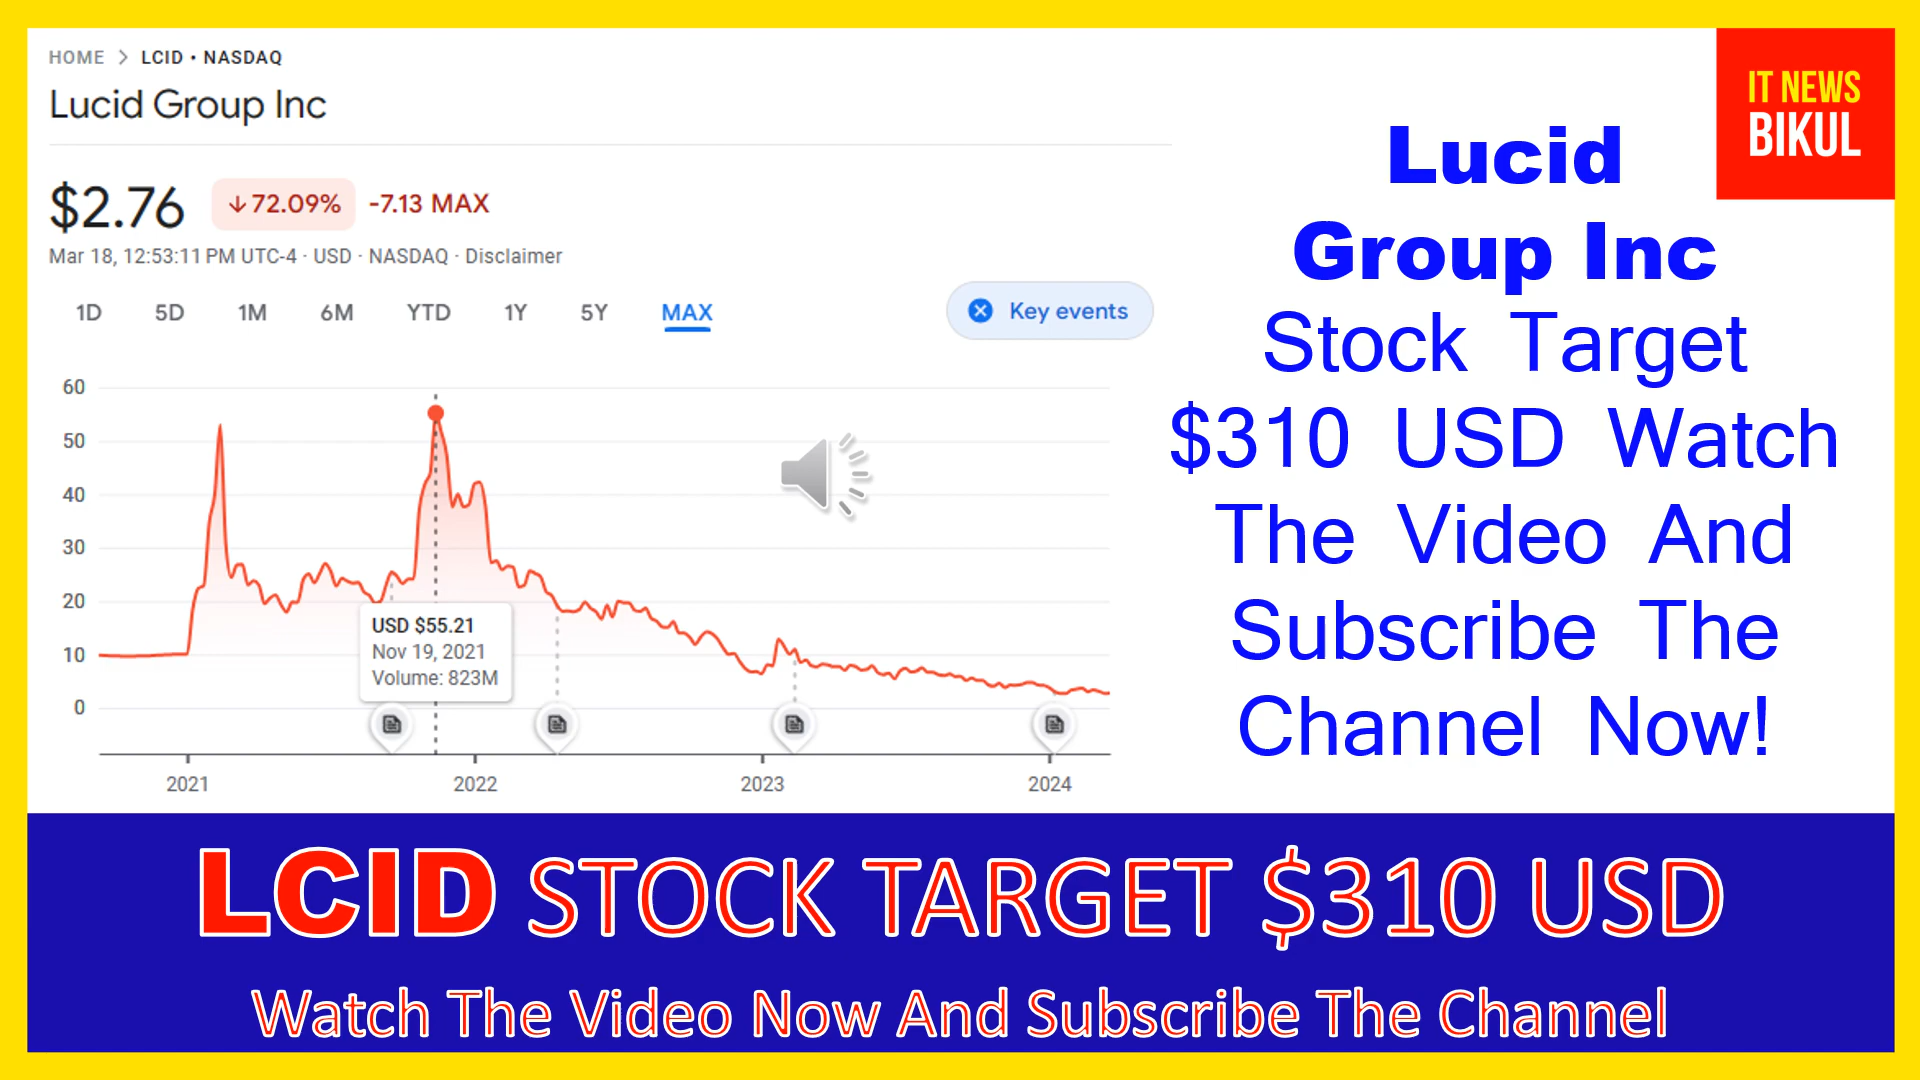 HOME > LCID • NASDAQ
Lucid Group Inc
$2.76 ↓72.09% -7.13 MAX
Mar 18, 12:53:11 PM UTC-4 · USD · NASDAQ · Disclaimer
1D 5D 1M 6M YTD 1Y 5Y MAX
Key events
60
50
40
30
20
10
0
USD $55.21
Nov 19, 2021
Volume: 823M
2021 2022 2023 2024
IT NEWS
BIKUL
Lucid
Group Inc
Stock Target
$310 USD Watch
The Video And
Subscribe The
Channel Now!
LCID STOCK TARGET $310 USD
Watch The Video Now And Subscribe The Channel